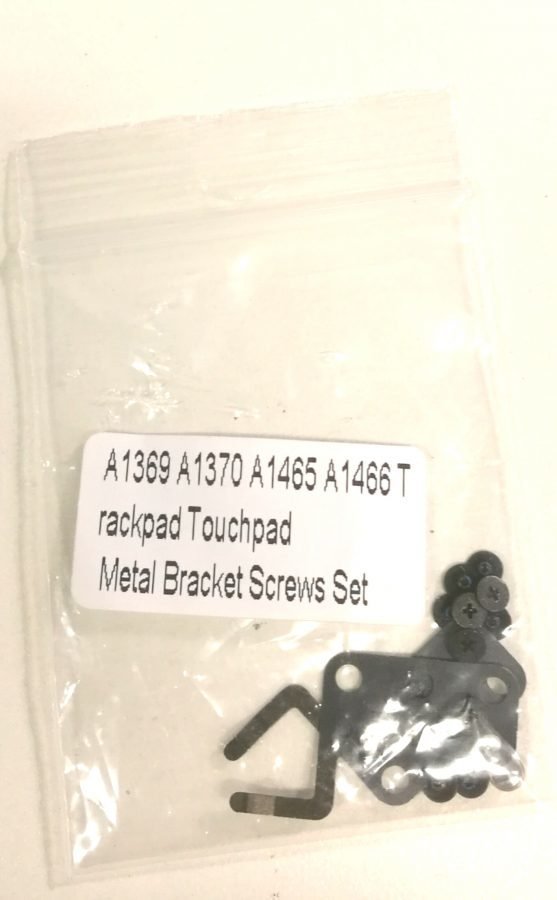 A1369 A1370 A1465 A1466 T
rackpad Touchpad
Metal Bracket Screws Set